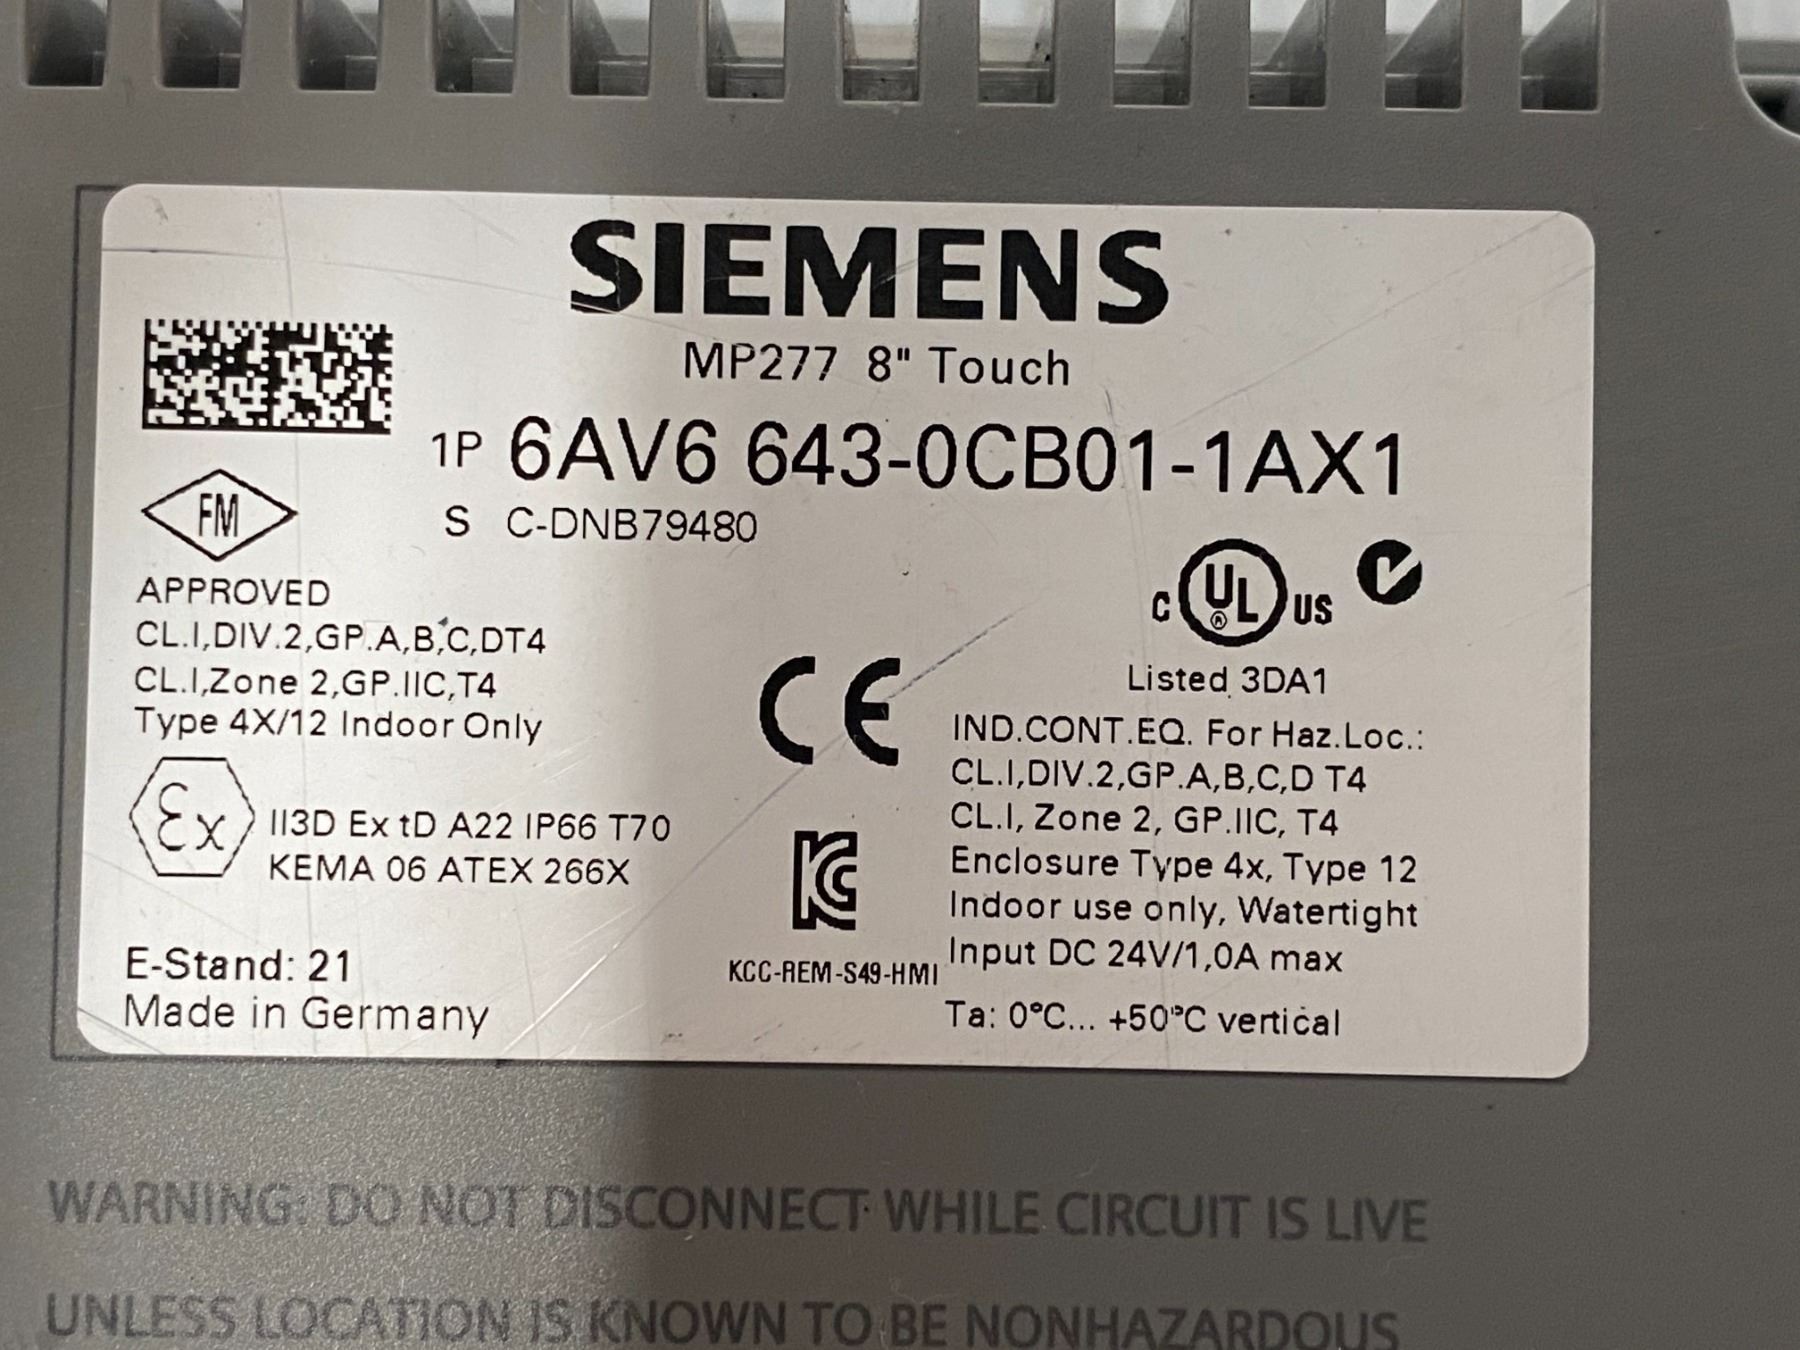 SIEMENS
MP277 8" Touch
1P 6AV6 643-0CB01-1AX1
S C-DNB79480
FM
APPROVED
CL.I,DIV.2,GP.A,B,C,DT4
CL.I,Zone 2,GP.IIC,T4
Type 4X/12 Indoor Only
Ex II3D Ex tD A22 IP66 T70
KEMA 06 ATEX 266X
E-Stand: 21
Made in Germany
CE
KC
KCC-REM-S49-HMI
C UL ® US
Listed 3DA1
IND.CONT.EQ. For Haz.Loc.:
CL.I,DIV.2,GP.A,B,C,D T4
CL.I, Zone 2, GP.IIC, T4
Enclosure Type 4x, Type 12
Indoor use only, Watertight
Input DC 24V/1,0A max
Ta: 0°C... +50°C vertical
WARNING: DO NOT DISCONNECT WHILE CIRCUIT IS LIVE
UNLESS LOCATION IS KNOWN TO BE NONHAZARDOUS